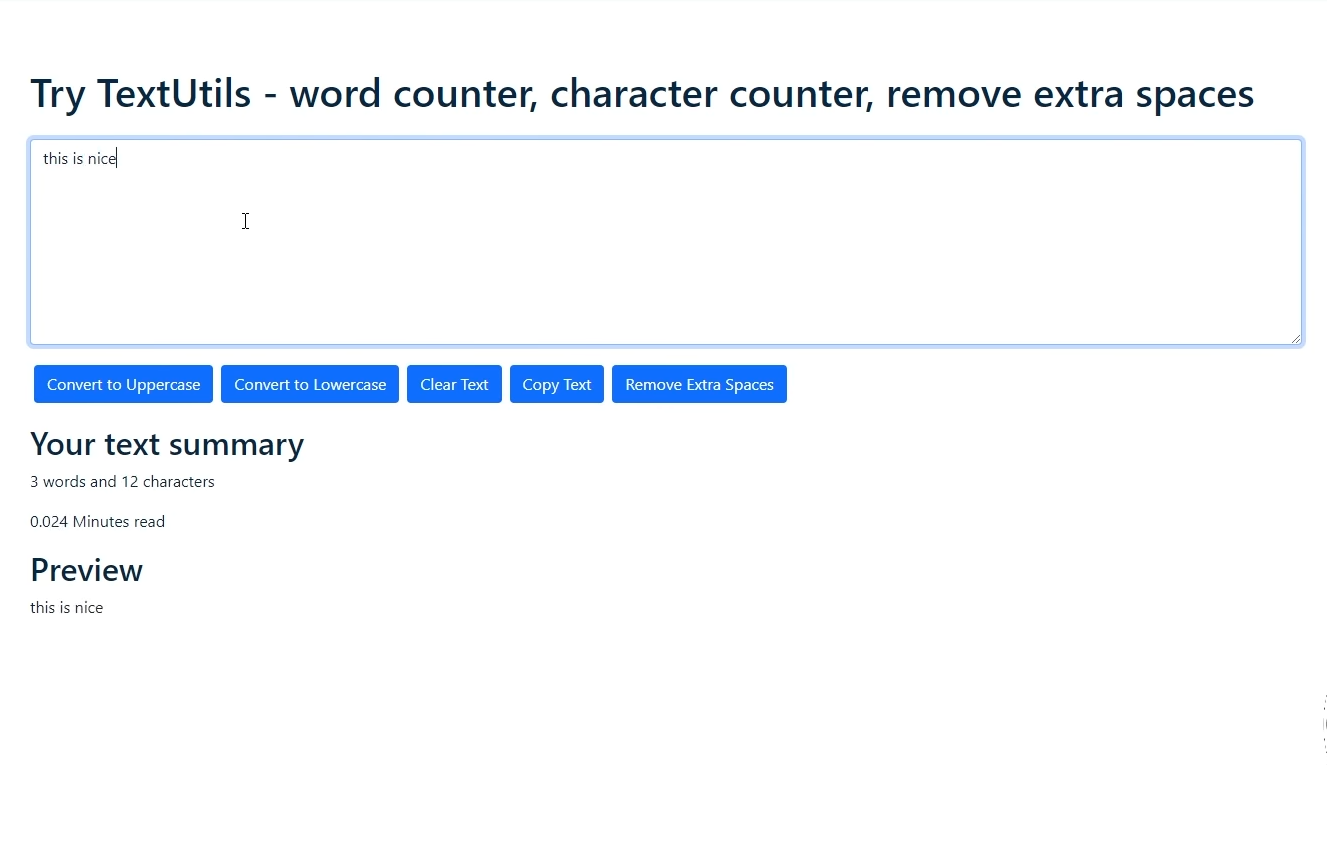 Try TextUtils - word counter, character counter, remove extra spaces
this is nice
Convert to Uppercase Convert to Lowercase Clear Text Copy Text Remove Extra Spaces
Your text summary
3 words and 12 characters
0.024 Minutes read
Preview
this is nice